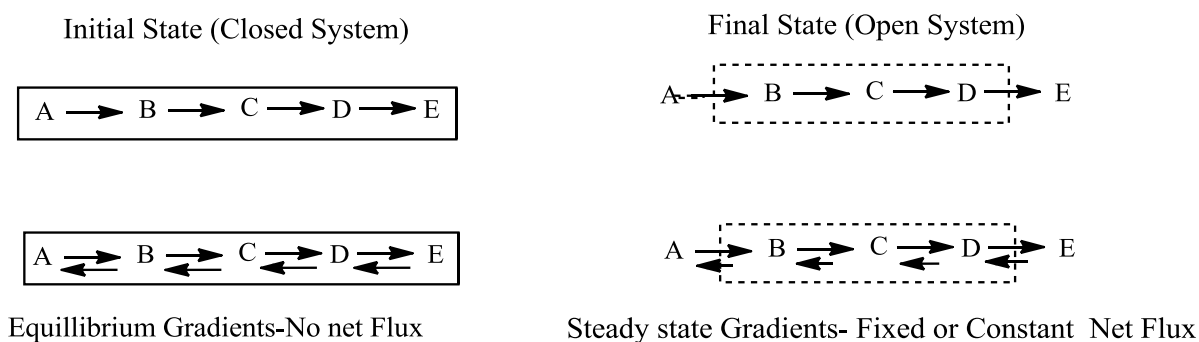 Initial State (Closed System)
A B C D E
A B C D E
Equillibrium Gradients-No net Flux
Final State (Open System)
A B C D E
A B C D E
Steady state Gradients- Fixed or Constant Net Flux